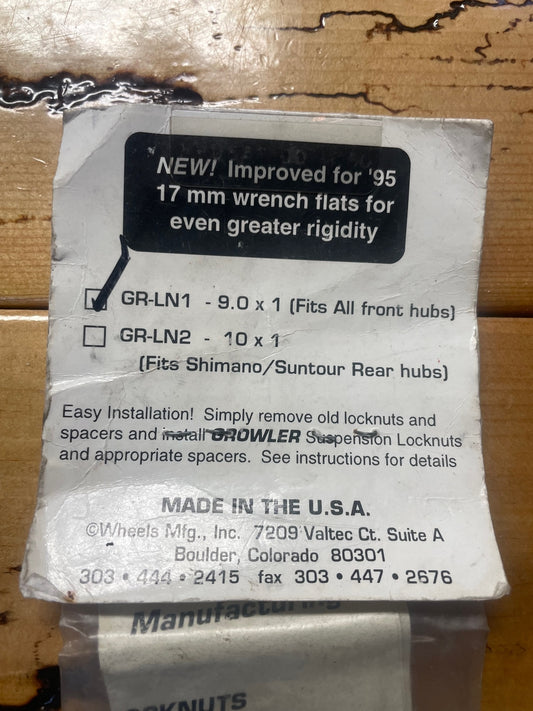 NEW! Improved for '95
17 mm wrench flats for
even greater rigidity
GR-LN1 - 9.0 x 1 (Fits All front hubs)
GR-LN2 - 10 x 1
(Fits Shimano/Suntour Rear hubs)
Easy Installation! Simply remove old locknuts and
spacers and install GROWLER Suspension Locknuts
and appropriate spacers. See instructions for details
MADE IN THE U.S.A.
©Wheels Mfg., Inc. 7209 Valtec Ct. Suite A
Boulder, Colorado 80301
303 • 444 • 2415 fax 303 • 447 • 2676
Manufacturing